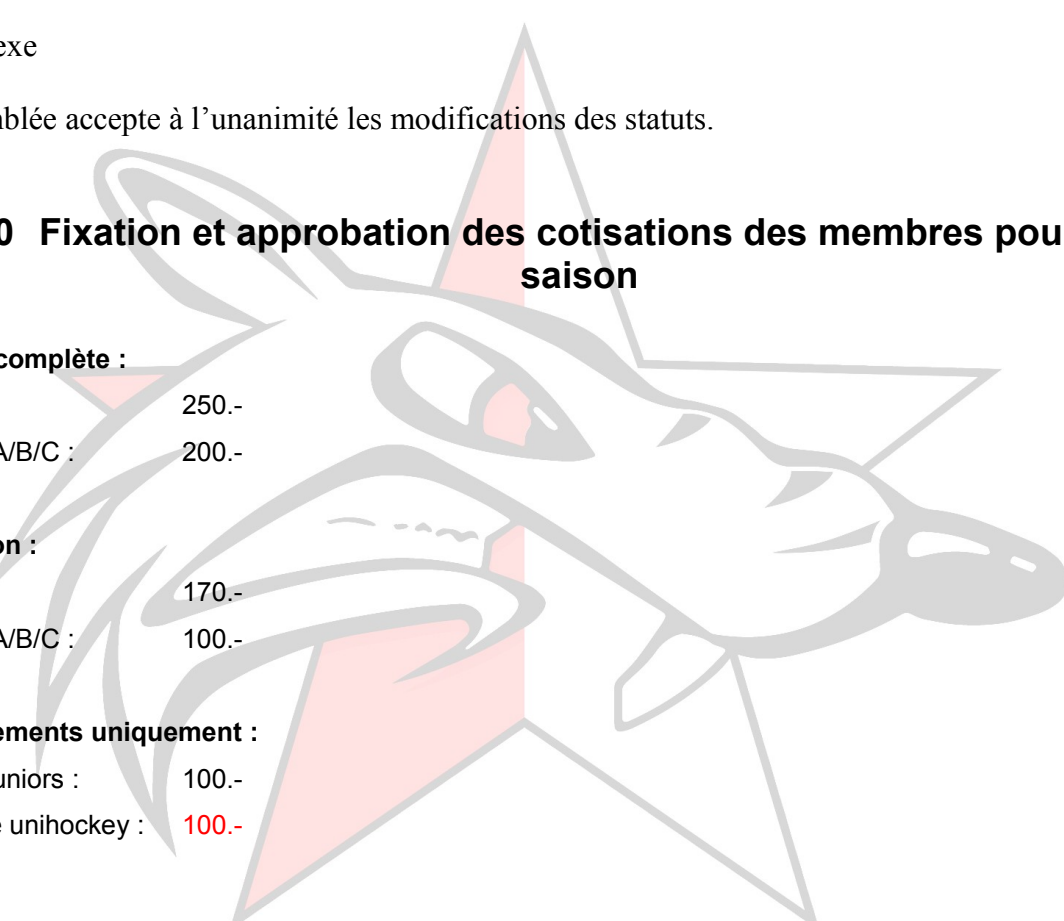 exe
mblée accepte à l’unanimité les modifications des statuts.
0 Fixation et approbation des cotisations des membres pou
saison
complète :
250.-
A/B/C : 200.-
on :
170.-
A/B/C : 100.-
ements uniquement :
uniors : 100.-
e unihockey : 100.-